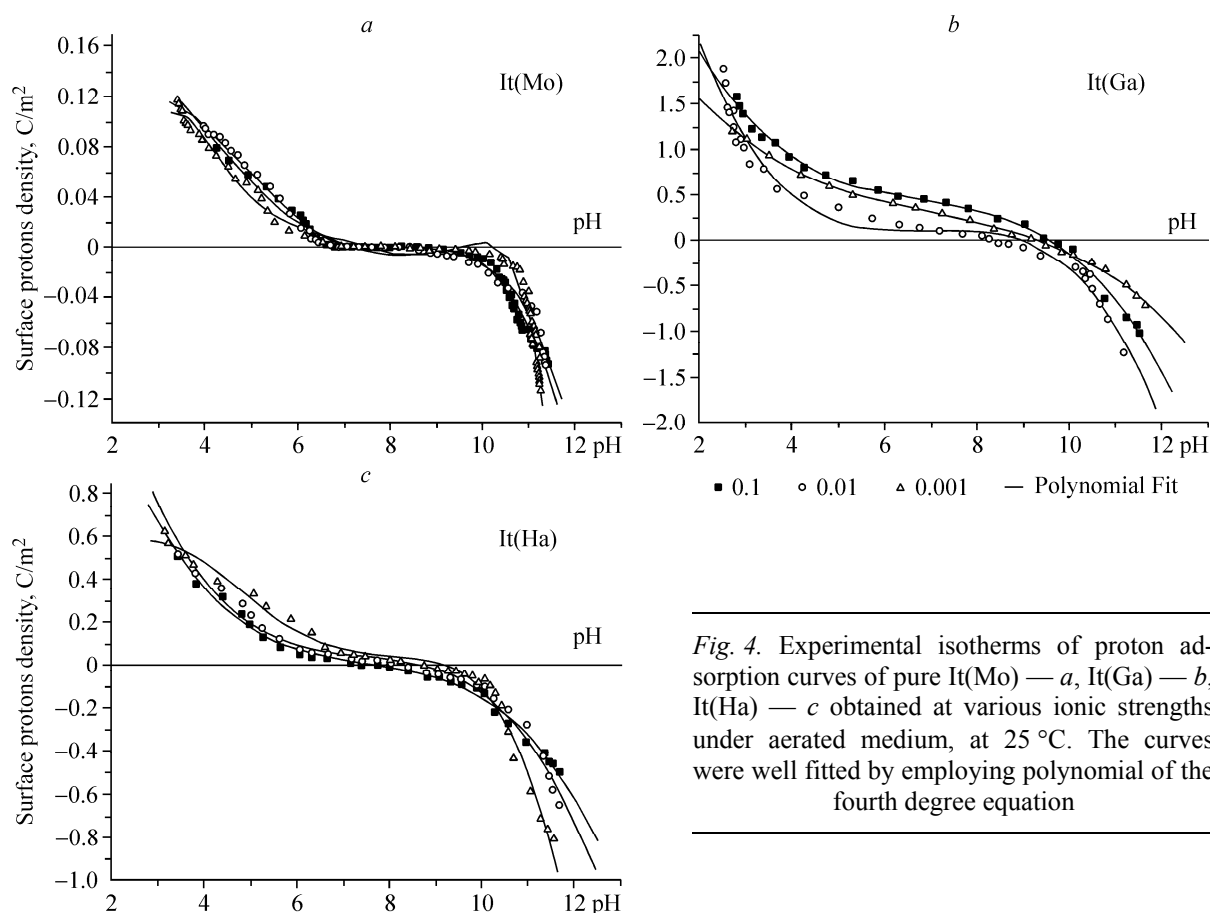 a
Surface protons density, C/m²
0.16
0.12
0.08
0.04
0
−0.04
−0.08
−0.12
It(Mo)
pH
2 4 6 8 10 12 pH
b
2.0
1.5
1.0
0.5
0
−0.5
−1.0
−1.5
−2.0
It(Ga)
pH
2 4 6 8 10 12 pH
0.1 0.01 0.001 — Polynomial Fit
c
Surface protons density, C/m²
0.8
0.6
0.4
0.2
0
−0.2
−0.4
−0.6
−0.8
−1.0
It(Ha)
pH
2 4 6 8 10 12 pH
Fig. 4. Experimental isotherms of proton ad-
sorption curves of pure It(Mo) — a, It(Ga) — b,
It(Ha) — c obtained at various ionic strengths
under aerated medium, at 25 °C. The curves
were well fitted by employing polynomial of the
fourth degree equation